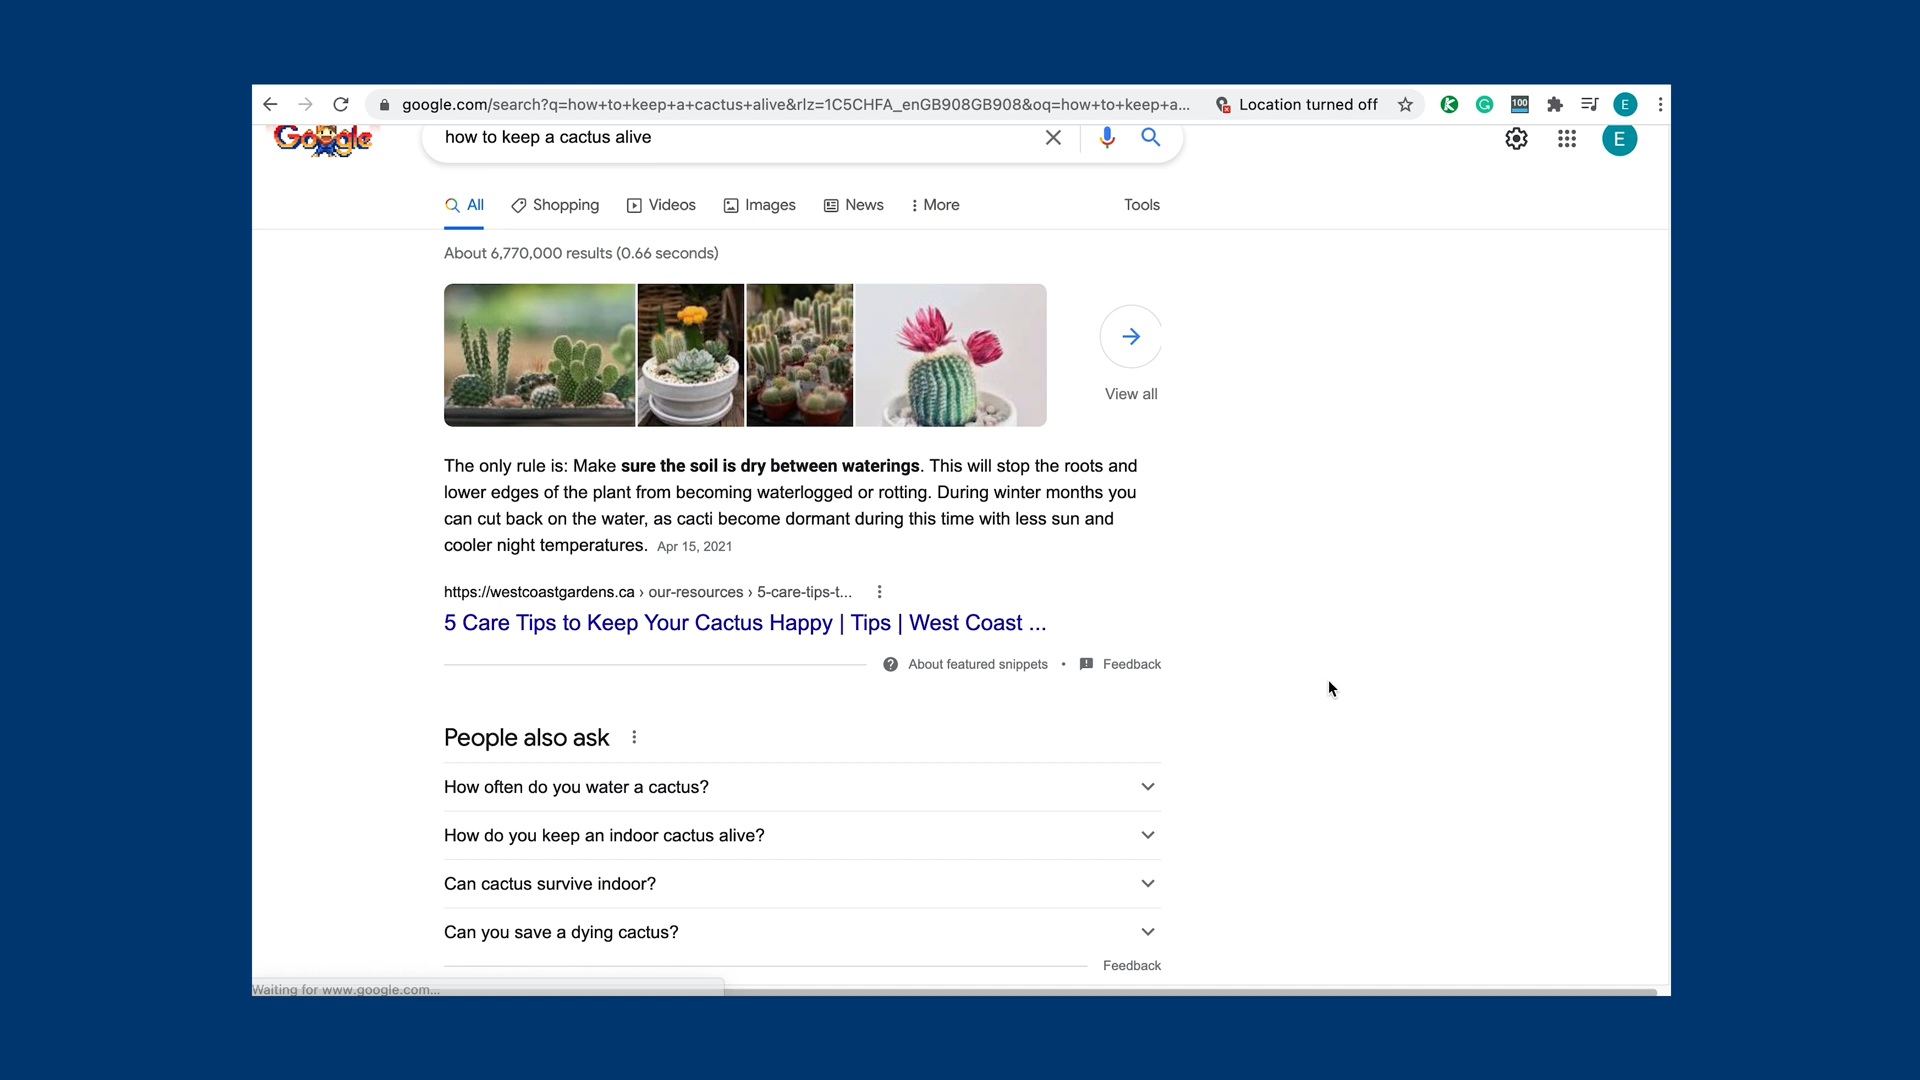 google.com/search?q=how+to+keep+a+cactus+alive&rlz=1C5CHFA_enGB908GB908&oq=how+to+keep+a... Location turned off 100 E
Google how to keep a cactus alive E
All Shopping Videos Images News More Tools
About 6,770,000 results (0.66 seconds)
View all
The only rule is: Make sure the soil is dry between waterings. This will stop the roots and
lower edges of the plant from becoming waterlogged or rotting. During winter months you
can cut back on the water, as cacti become dormant during this time with less sun and
cooler night temperatures. Apr 15, 2021
https://westcoastgardens.ca › our-resources › 5-care-tips-t...
5 Care Tips to Keep Your Cactus Happy | Tips | West Coast ...
About featured snippets • Feedback
People also ask
How often do you water a cactus?
How do you keep an indoor cactus alive?
Can cactus survive indoor?
Can you save a dying cactus?
Feedback
Waiting for www.google.com...